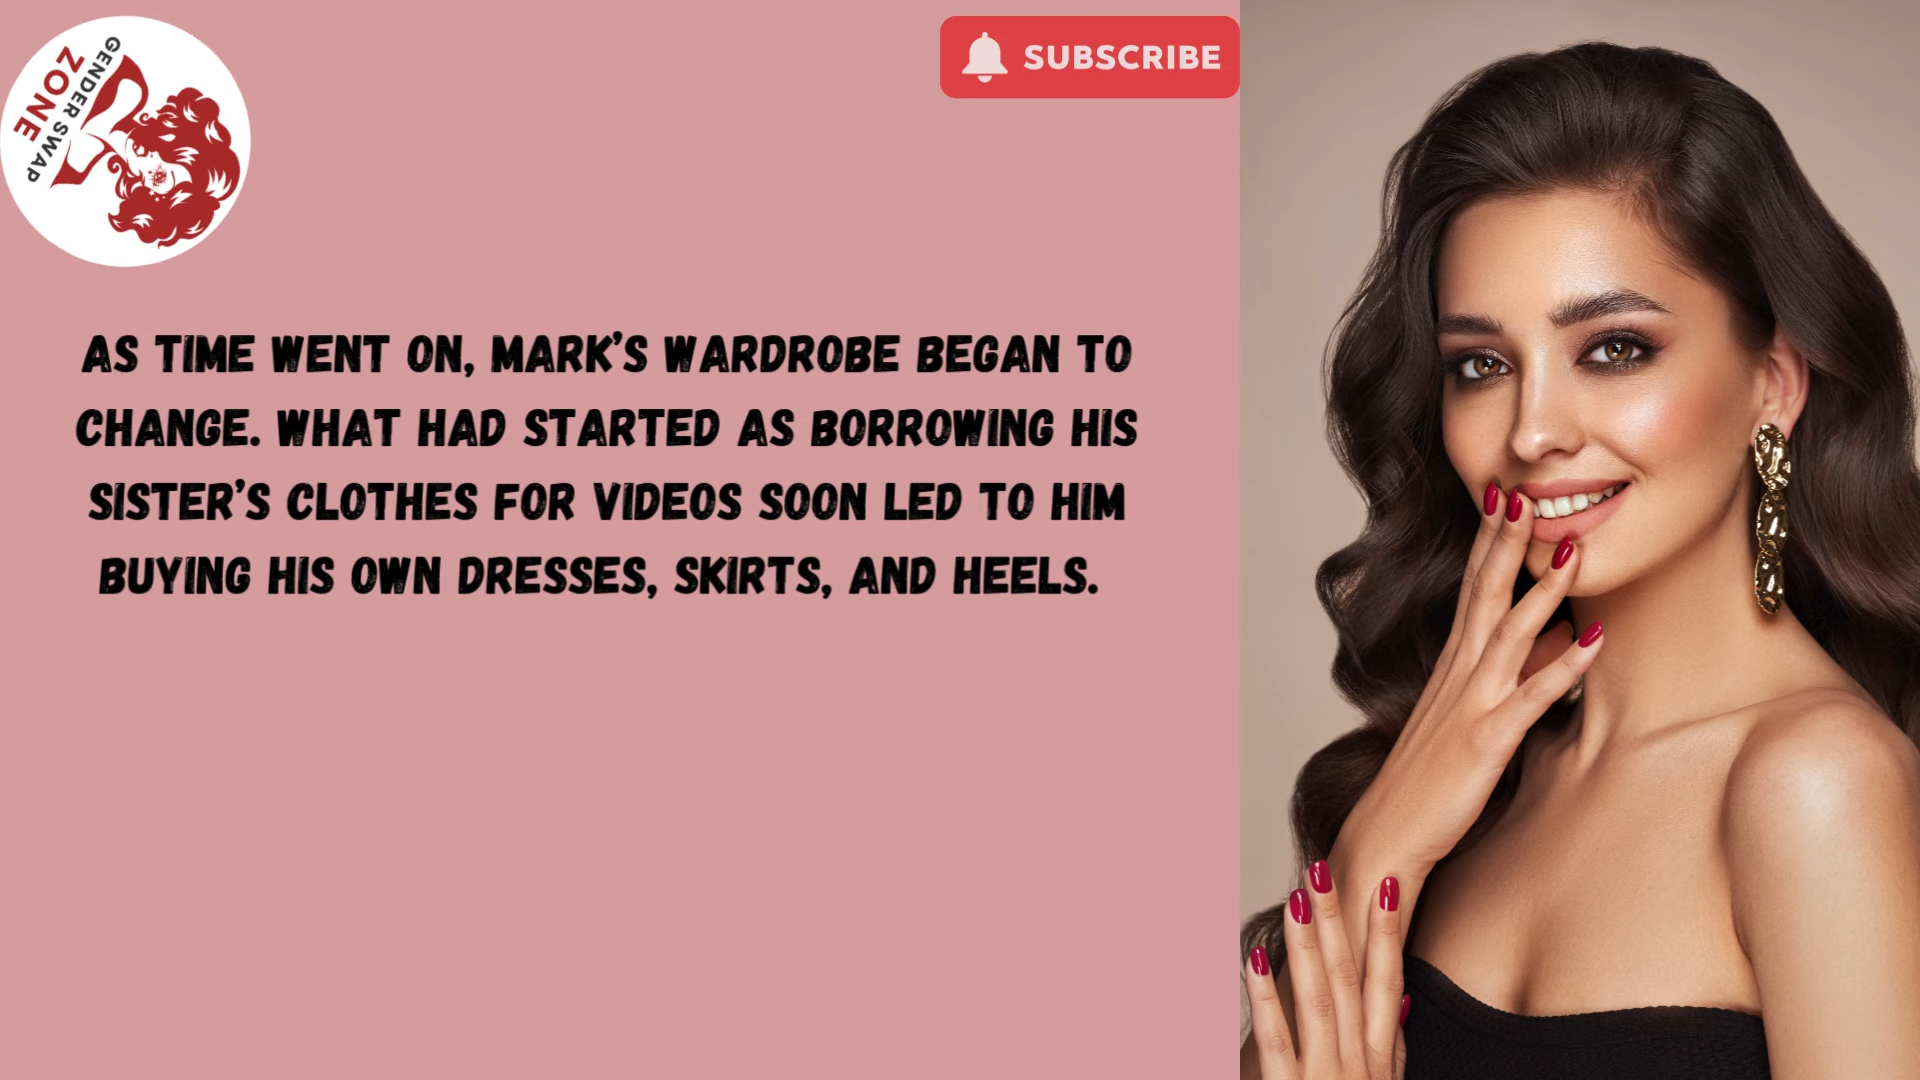 GENDER SWAP
ZONE
SUBSCRIBE
AS TIME WENT ON, MARK'S WARDROBE BEGAN TO
CHANGE. WHAT HAD STARTED AS BORROWING HIS
SISTER'S CLOTHES FOR VIDEOS SOON LED TO HIM
BUYING HIS OWN DRESSES, SKIRTS, AND HEELS.